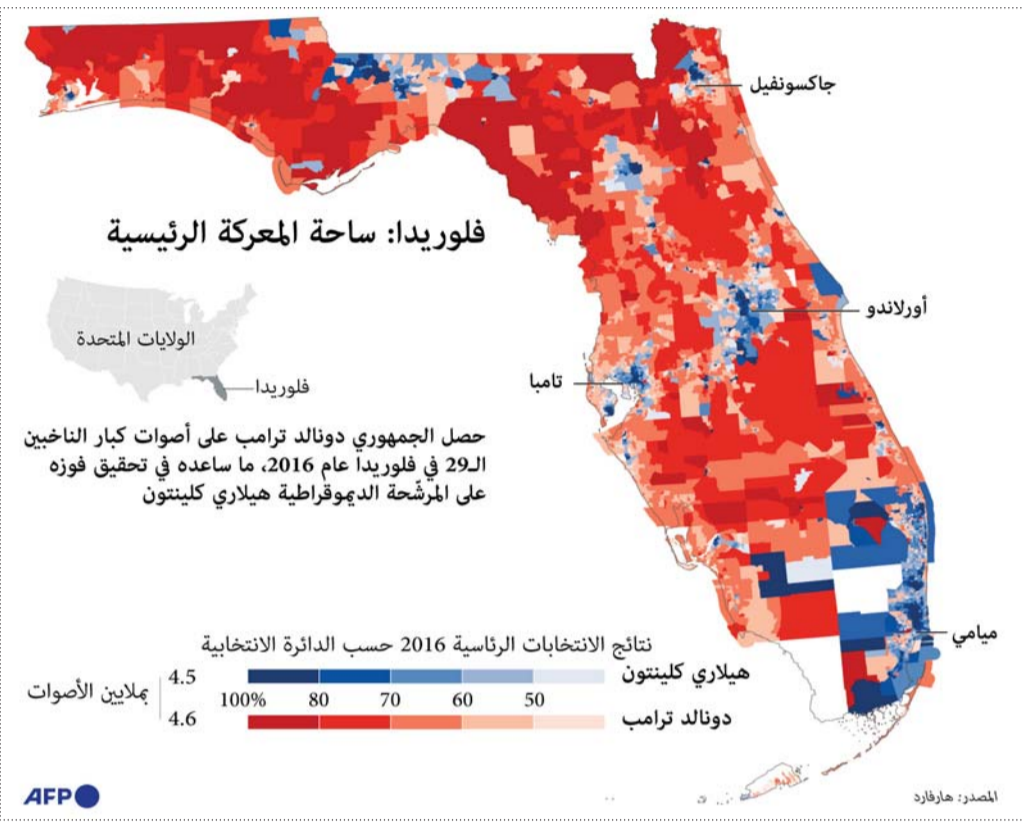 جاكسونفيل
فلوريدا: ساحة المعركة الرئيسية
الولايات المتحدة
فلوريدا
أورلاندو
تامبا
حصل الجمهوري دونالد ترامب على أصوات كبار الناخبين
الـ29 في فلوريدا عام 2016، ما ساعده في تحقيق فوزه
على المرشّحة الديموقراطية هيلاري كلينتون
ميامي
نتائج الانتخابات الرئاسية 2016 حسب الدائرة الانتخابية
هيلاري كلينتون
4.5
بملايين الأصوات
100% 80 70 60 50
دونالد ترامب
4.6
AFP
المصدر: هارفارد